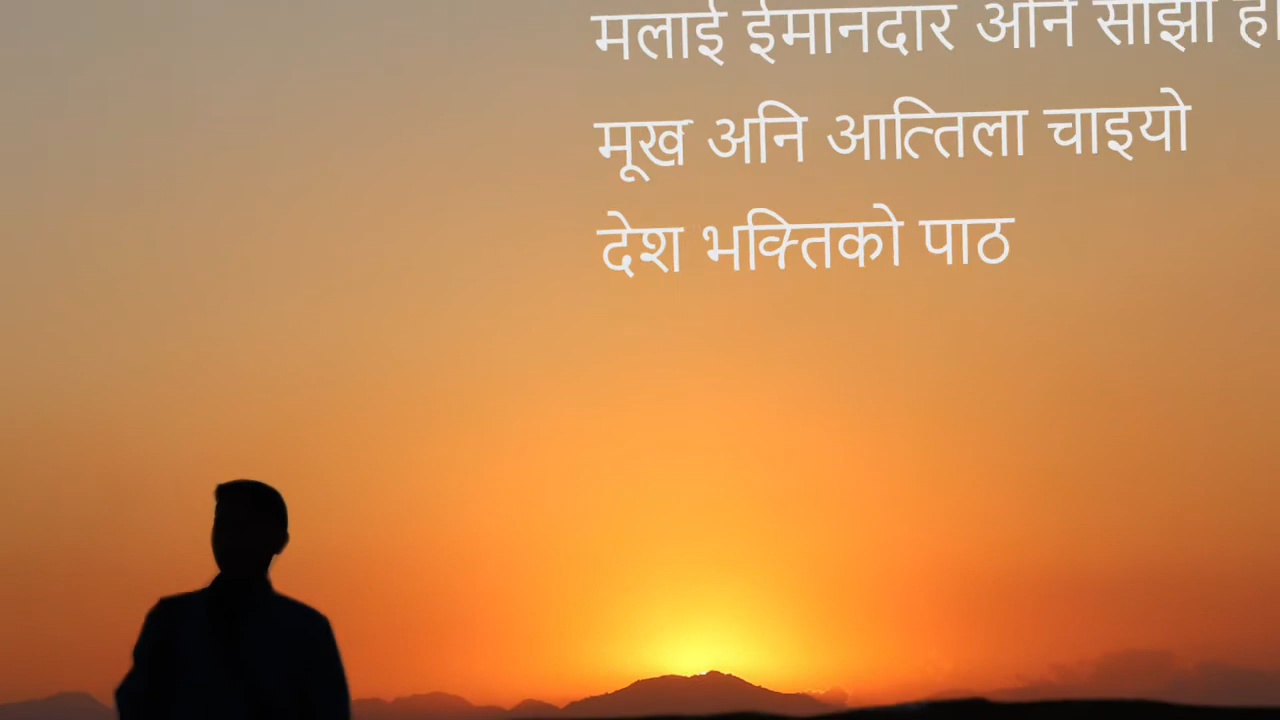 मलाई ईमानदार अनि सोझो
मूख अनि आत्तिला चाइयो
देश भक्तिको पाठ